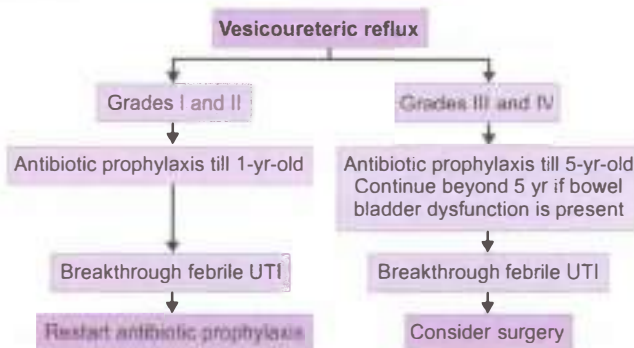 Vesicoureteric reflux
Grades I and II
Grades III and IV
Antibiotic prophylaxis till 1-yr-old
Antibiotic prophylaxis till 5-yr-old
Continue beyond 5 yr if bowel
bladder dysfunction is present
Breakthrough febrile UTI
Breakthrough febrile UTI
Restart antibiotic prophylaxis
Consider surgery